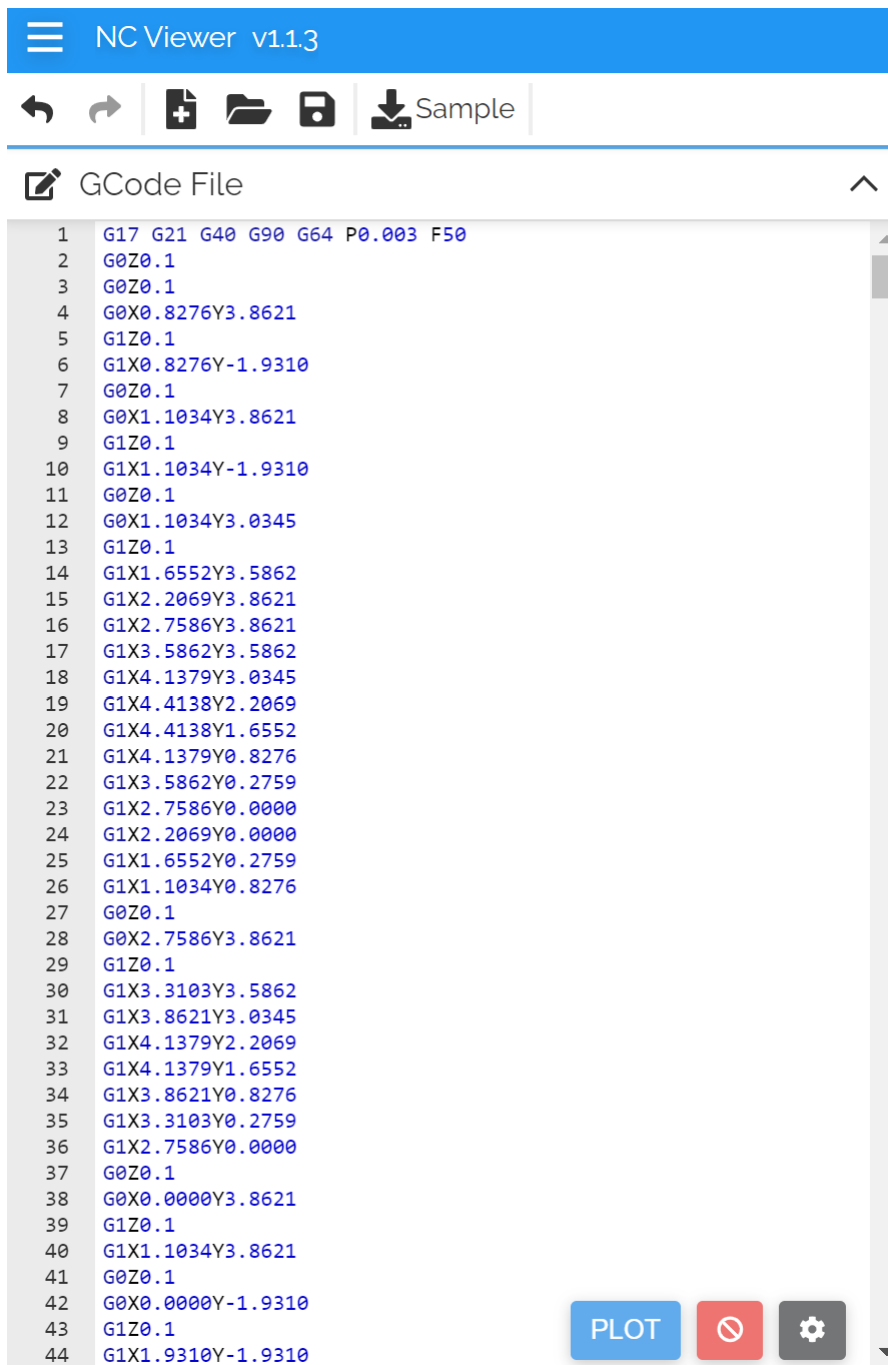 NC Viewer v1.1.3
Sample
GCode File
1 G17 G21 G40 G90 G64 P0.003 F50
2 G0Z0.1
3 G0Z0.1
4 G0X0.8276Y3.8621
5 G1Z0.1
6 G1X0.8276Y-1.9310
7 G0Z0.1
8 G0X1.1034Y3.8621
9 G1Z0.1
10 G1X1.1034Y-1.9310
11 G0Z0.1
12 G0X1.1034Y3.0345
13 G1Z0.1
14 G1X1.6552Y3.5862
15 G1X2.2069Y3.8621
16 G1X2.7586Y3.8621
17 G1X3.5862Y3.5862
18 G1X4.1379Y3.0345
19 G1X4.4138Y2.2069
20 G1X4.4138Y1.6552
21 G1X4.1379Y0.8276
22 G1X3.5862Y0.2759
23 G1X2.7586Y0.0000
24 G1X2.2069Y0.0000
25 G1X1.6552Y0.2759
26 G1X1.1034Y0.8276
27 G0Z0.1
28 G0X2.7586Y3.8621
29 G1Z0.1
30 G1X3.3103Y3.5862
31 G1X3.8621Y3.0345
32 G1X4.1379Y2.2069
33 G1X4.1379Y1.6552
34 G1X3.8621Y0.8276
35 G1X3.3103Y0.2759
36 G1X2.7586Y0.0000
37 G0Z0.1
38 G0X0.0000Y3.8621
39 G1Z0.1
40 G1X1.1034Y3.8621
41 G0Z0.1
42 G0X0.0000Y-1.9310
43 G1Z0.1
44 G1X1.9310Y-1.9310
PLOT